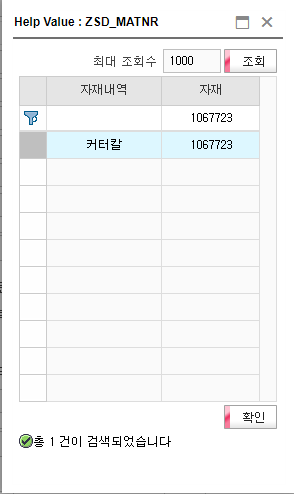 Help Value : ZSD_MATNR
최대 조회수 1000 조회
자재내역 자재
1067723
커터칼 1067723
확인
총 1 건이 검색되었습니다